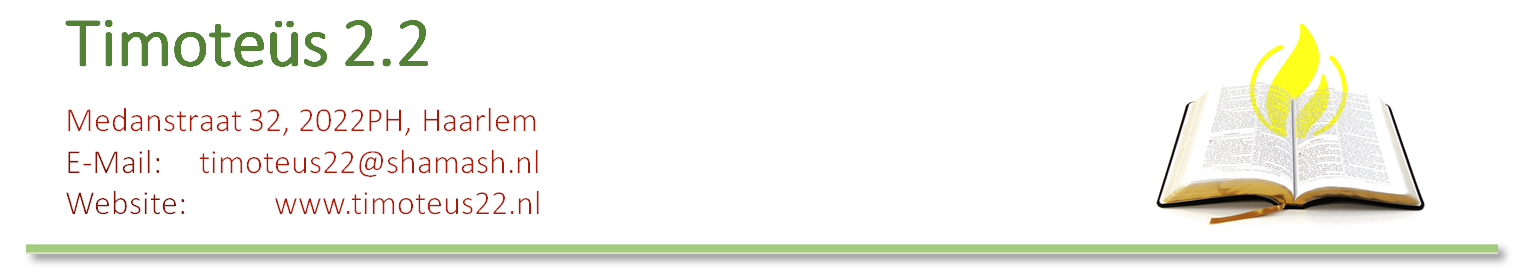 Timoteüs 2.2
Medanstraat 32, 2022PH, Haarlem
E-Mail: timoteus22@shamash.nl
Website: www.timoteus22.nl